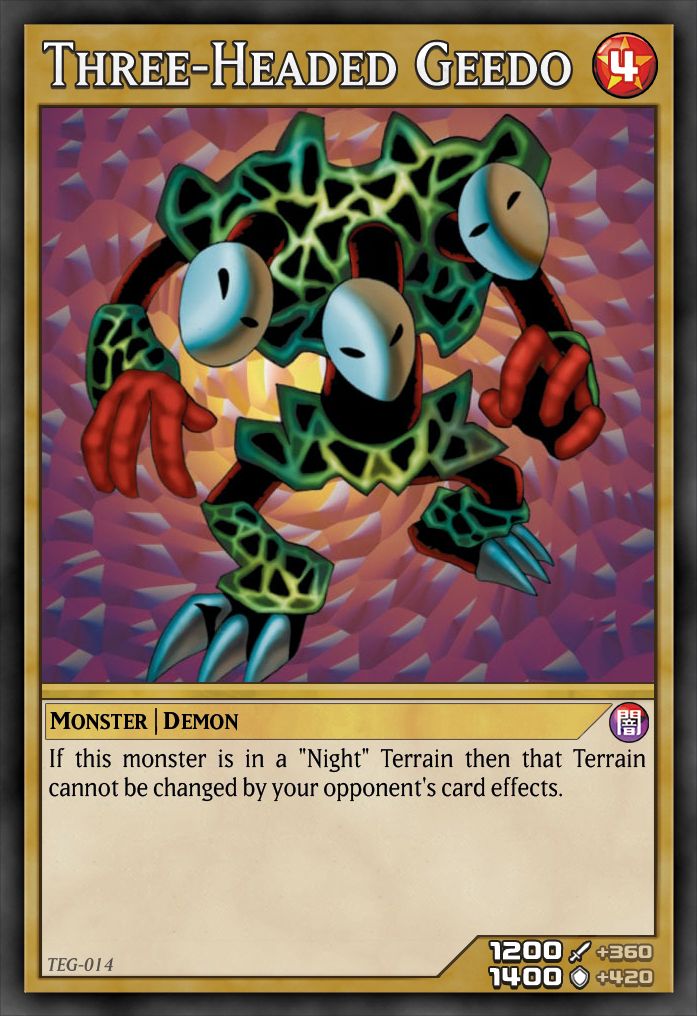 Three-Headed Geedo 4
闇
Monster | Demon
If this monster is in a "Night" Terrain then that Terrain
cannot be changed by your opponent's card effects.
1200 +360
TEG-014 1400 +420